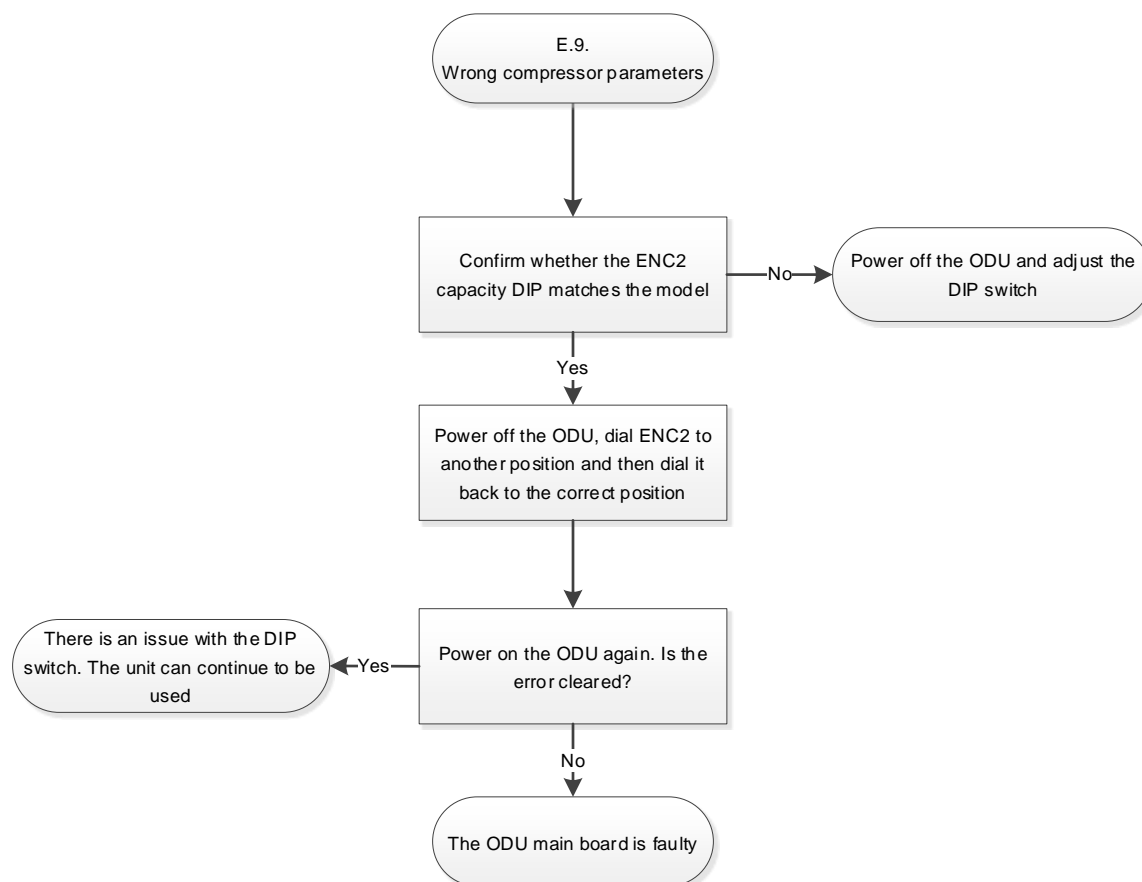 E.9.
Wrong compressor parameters
Confirm whether the ENC2
capacity DIP matches the model
No
Power off the ODU and adjust the
DIP switch
Yes
Power off the ODU, dial ENC2 to
another position and then dial it
back to the correct position
There is an issue with the DIP
switch. The unit can continue to be
used
Yes
Power on the ODU again. Is the
error cleared?
No
The ODU main board is faulty